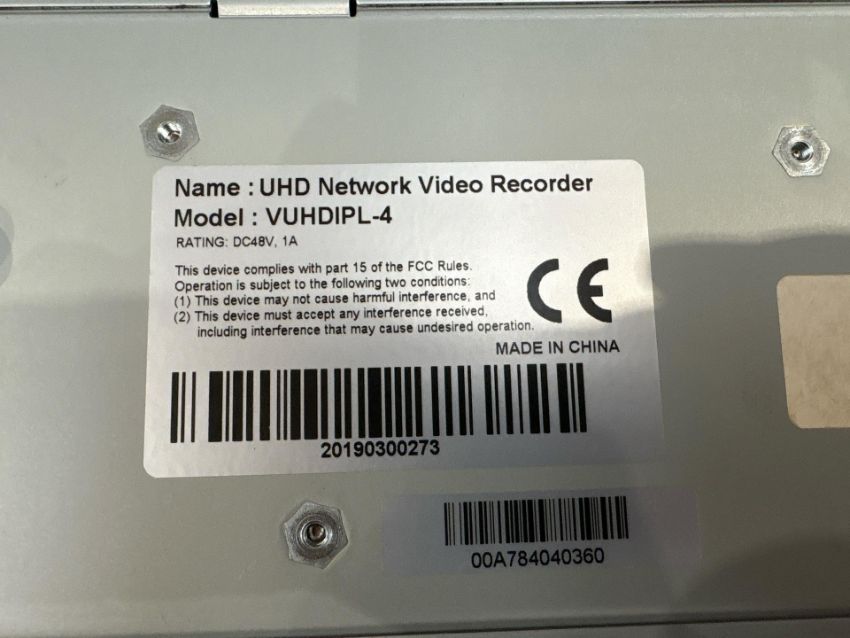 Name : UHD Network Video Recorder
Model : VUHDIPL-4
RATING: DC48V, 1A
This device complies with part 15 of the FCC Rules.
Operation is subject to the following two conditions:
(1) This device may not cause harmful interference, and
(2) This device must accept any interference received,
including interference that may cause undesired operation.
CE
MADE IN CHINA
20190300273
00A784040360